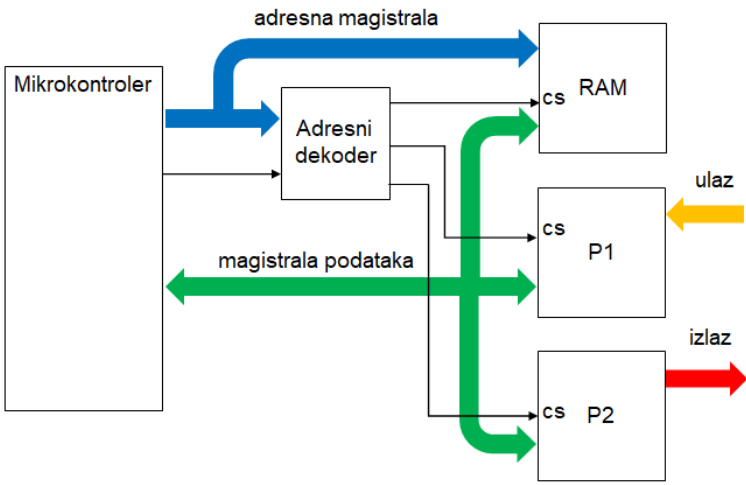 adresna magistrala
Mikrokontroler
Adresni
dekoder
CS
RAM
ulaz
CS
P1
magistrala podataka
izlaz
CS
P2